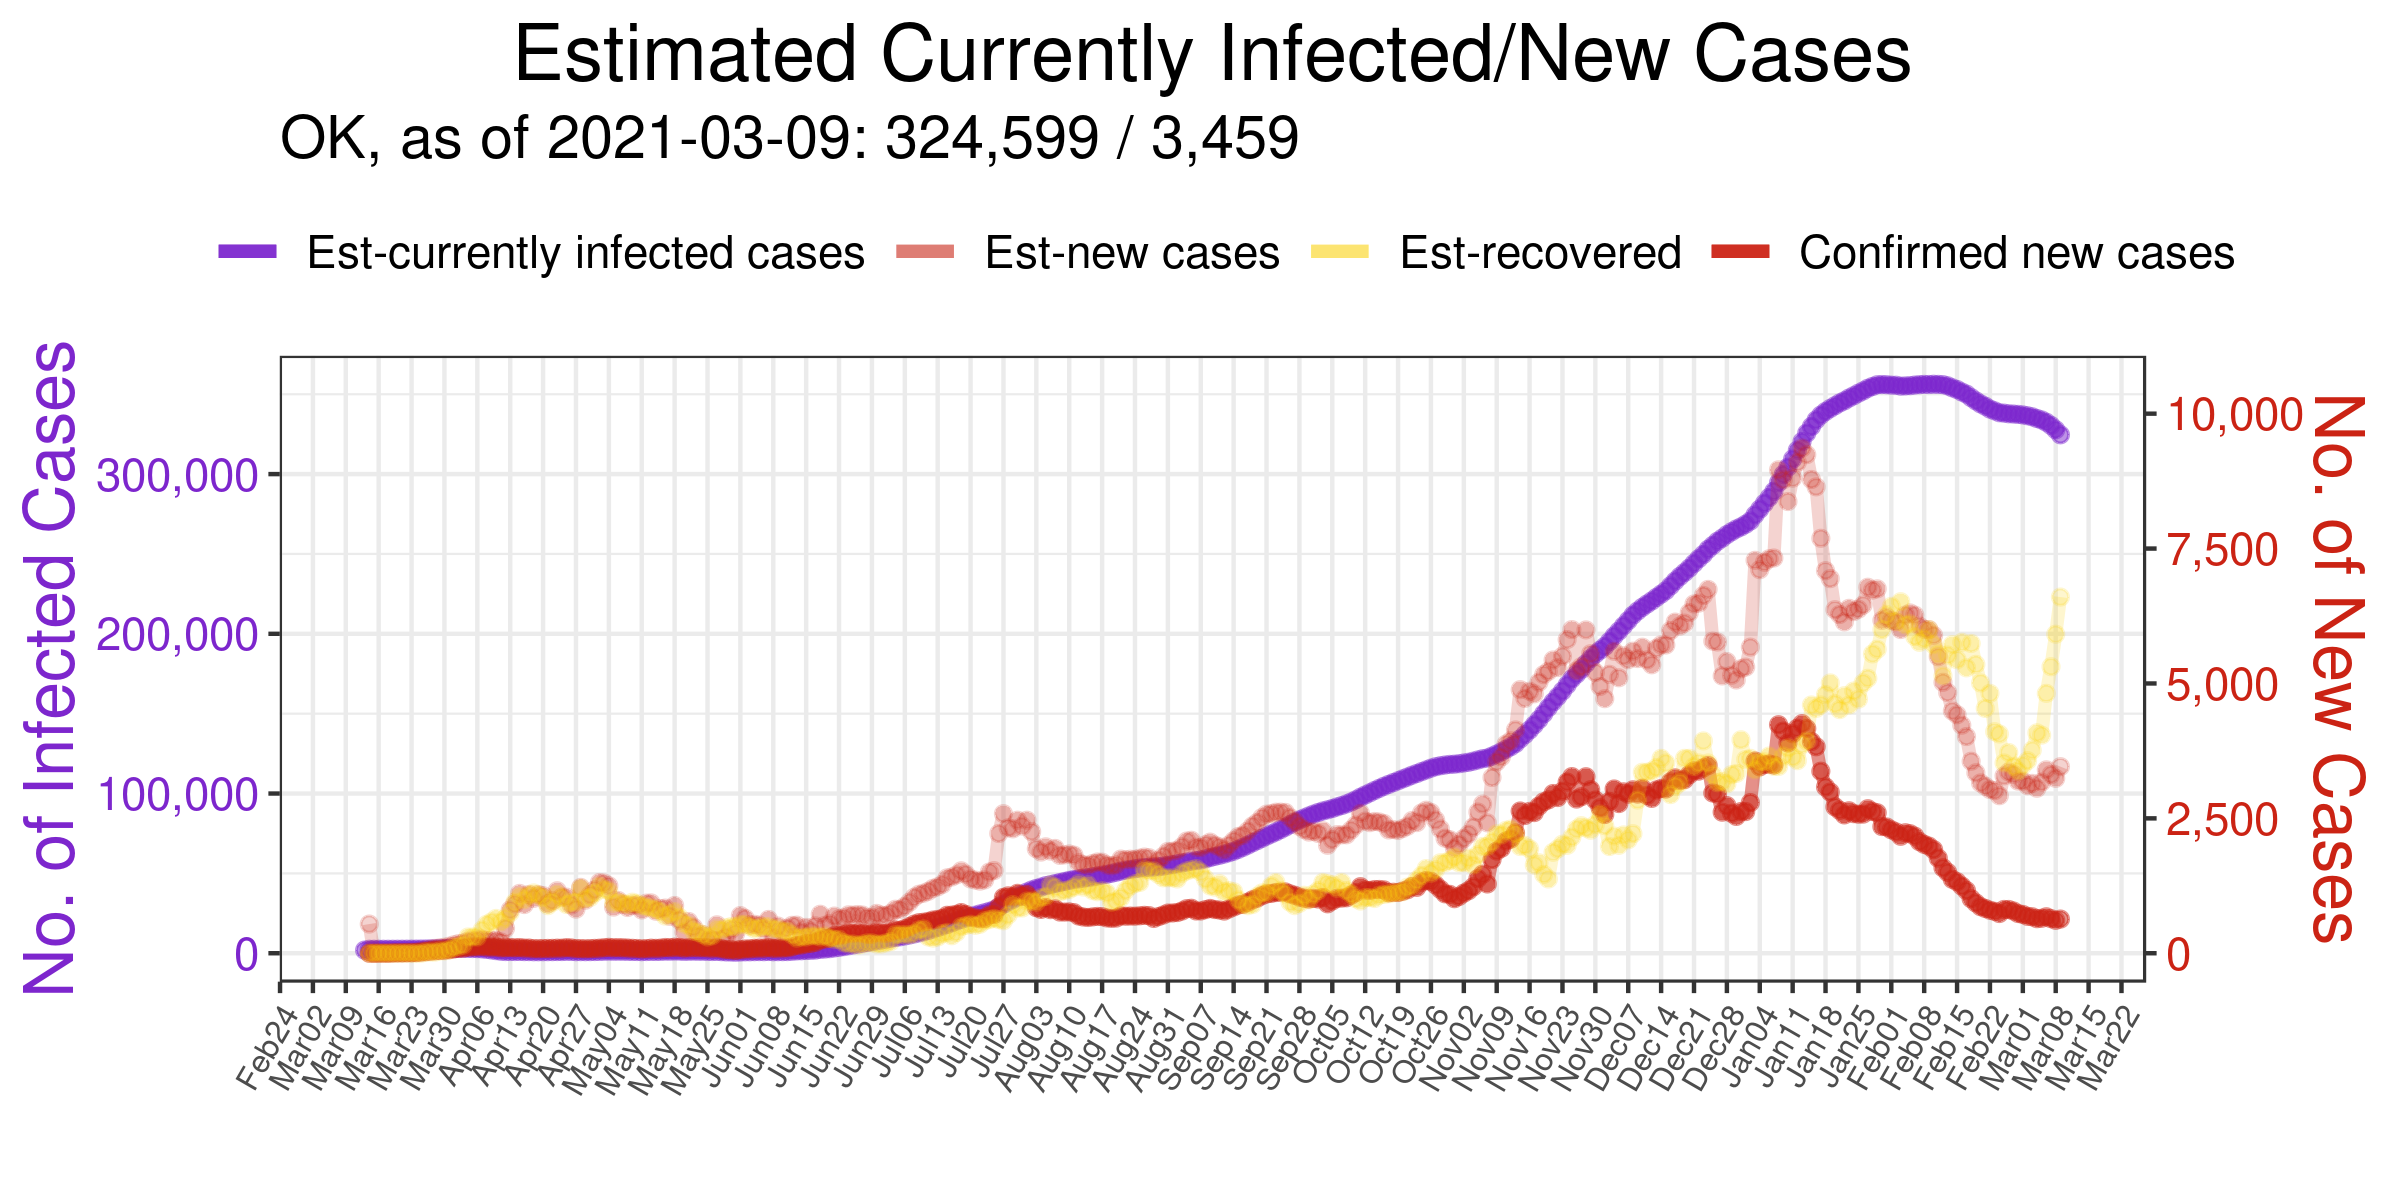 Estimated Currently Infected/New Cases
OK, as of 2021-03-09: 324,599 / 3,459
Est-currently infected cases Est-new cases Est-recovered Confirmed new cases
No. of Infected Cases
300,000
200,000
100,000
0
10,000
7,500
5,000
2,500
0
No. of New Cases
Feb24 Mar02 Mar09 Mar16 Mar23 Mar30 Apr06 Apr13 Apr20 Apr27 May04 May11 May18 May25 Jun01 Jun08 Jun15 Jun22 Jun29 Jul06 Jul13 Jul20 Jul27 Aug03 Aug10 Aug17 Aug24 Aug31 Sep07 Sep14 Sep21 Sep28 Oct05 Oct12 Oct19 Oct26 Nov02 Nov09 Nov16 Nov23 Nov30 Dec07 Dec14 Dec21 Dec28 Jan04 Jan11 Jan18 Jan25 Feb01 Feb08 Feb15 Feb22 Mar01 Mar08 Mar15 Mar22